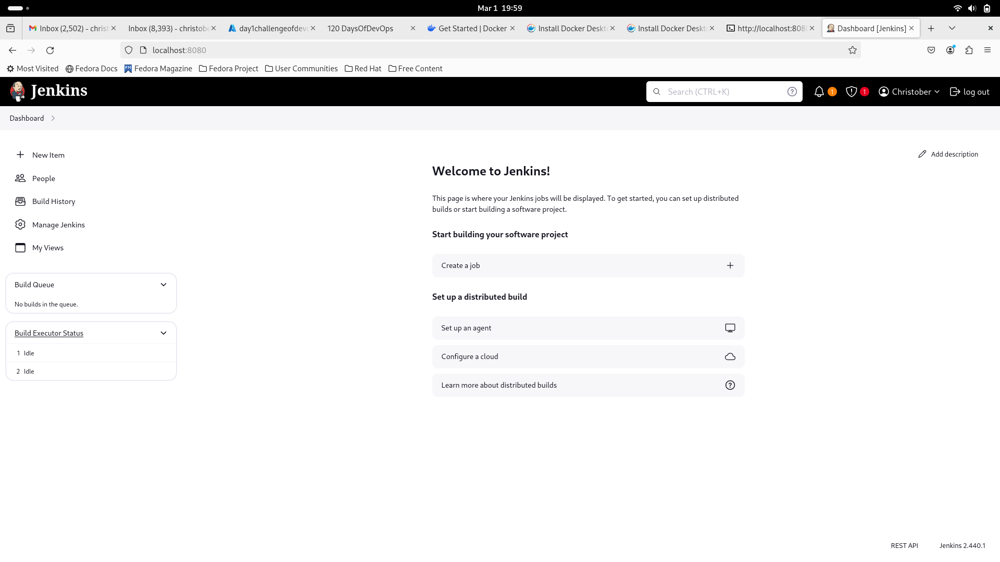 Mar 1 19:59
Inbox (2,502) - christ
Inbox (8,393) - christobe
day1challengeofdevo
120 DaysOfDevOps
Get Started | Docker
Install Docker Deskto
Install Docker Deskto
http://localhost:8080
Dashboard [Jenkins]
localhost:8080
Most Visited
Fedora Docs
Fedora Magazine
Fedora Project
User Communities
Red Hat
Free Content
Jenkins
Search (CTRL+K)
1
1
Christober
log out
Dashboard
New Item
People
Build History
Manage Jenkins
My Views
Build Queue
No builds in the queue.
Build Executor Status
1 Idle
2 Idle
Add description
Welcome to Jenkins!
This page is where your Jenkins jobs will be displayed. To get started, you can set up distributed
builds or start building a software project.
Start building your software project
Create a job
Set up a distributed build
Set up an agent
Configure a cloud
Learn more about distributed builds
REST API
Jenkins 2.440.1